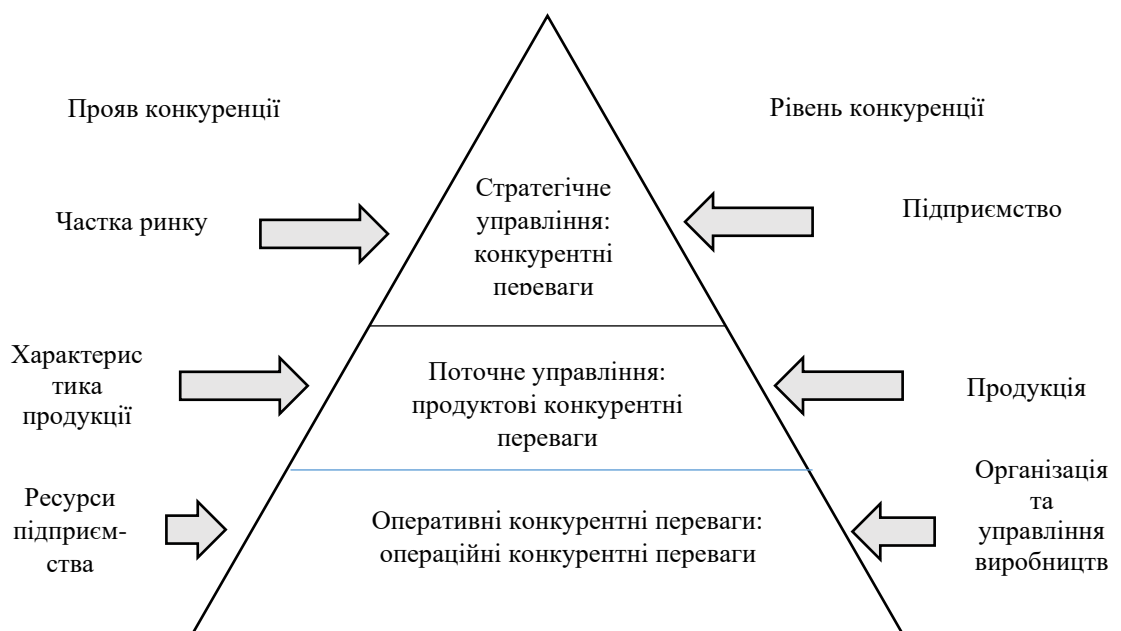 Прояв конкуренції
Рівень конкуренції
Частка ринку
Стратегічне
управління:
конкурентні
переваги
Підприємство
Характерис
тика
продукції
Поточне управління:
продуктові конкурентні
переваги
Продукція
Ресурси
підприєм-
ства
Оперативні конкурентні переваги:
операційні конкурентні переваги
Організація
та
управління
виробництв